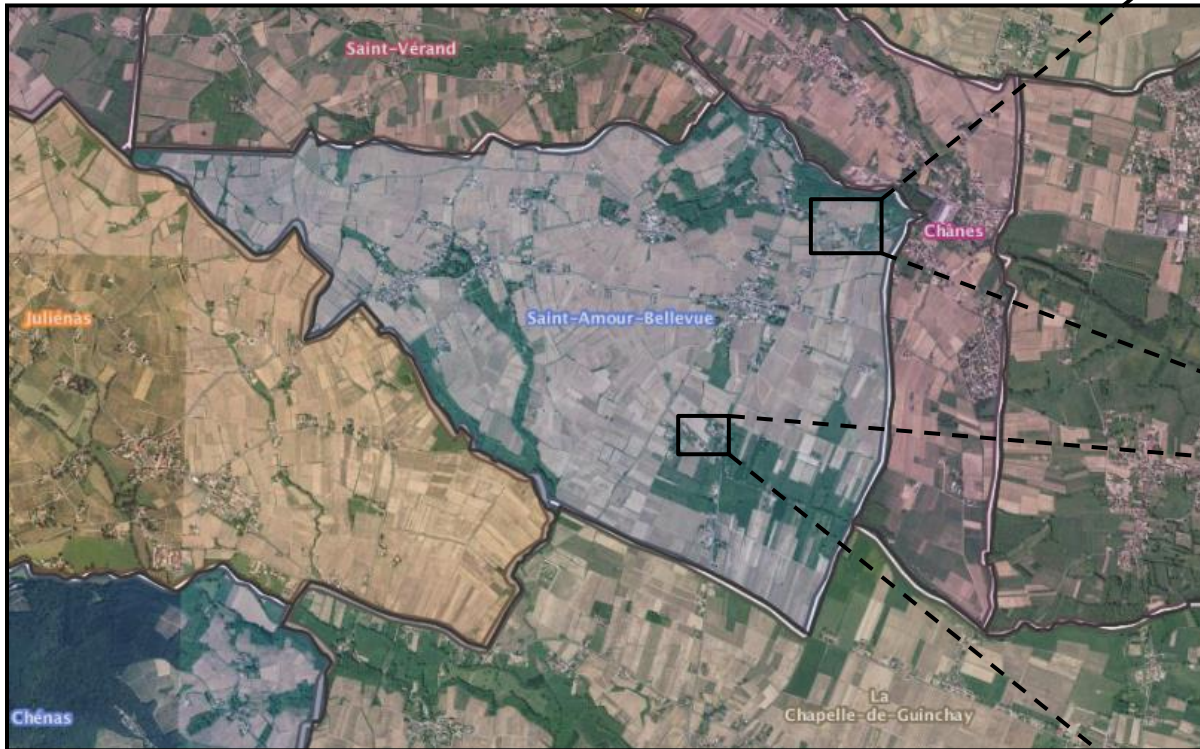 Saint-Vérand
Chânes
Juliénas
Saint-Amour-Bellevue
La
Chapelle-de-Guinchay
Chénas